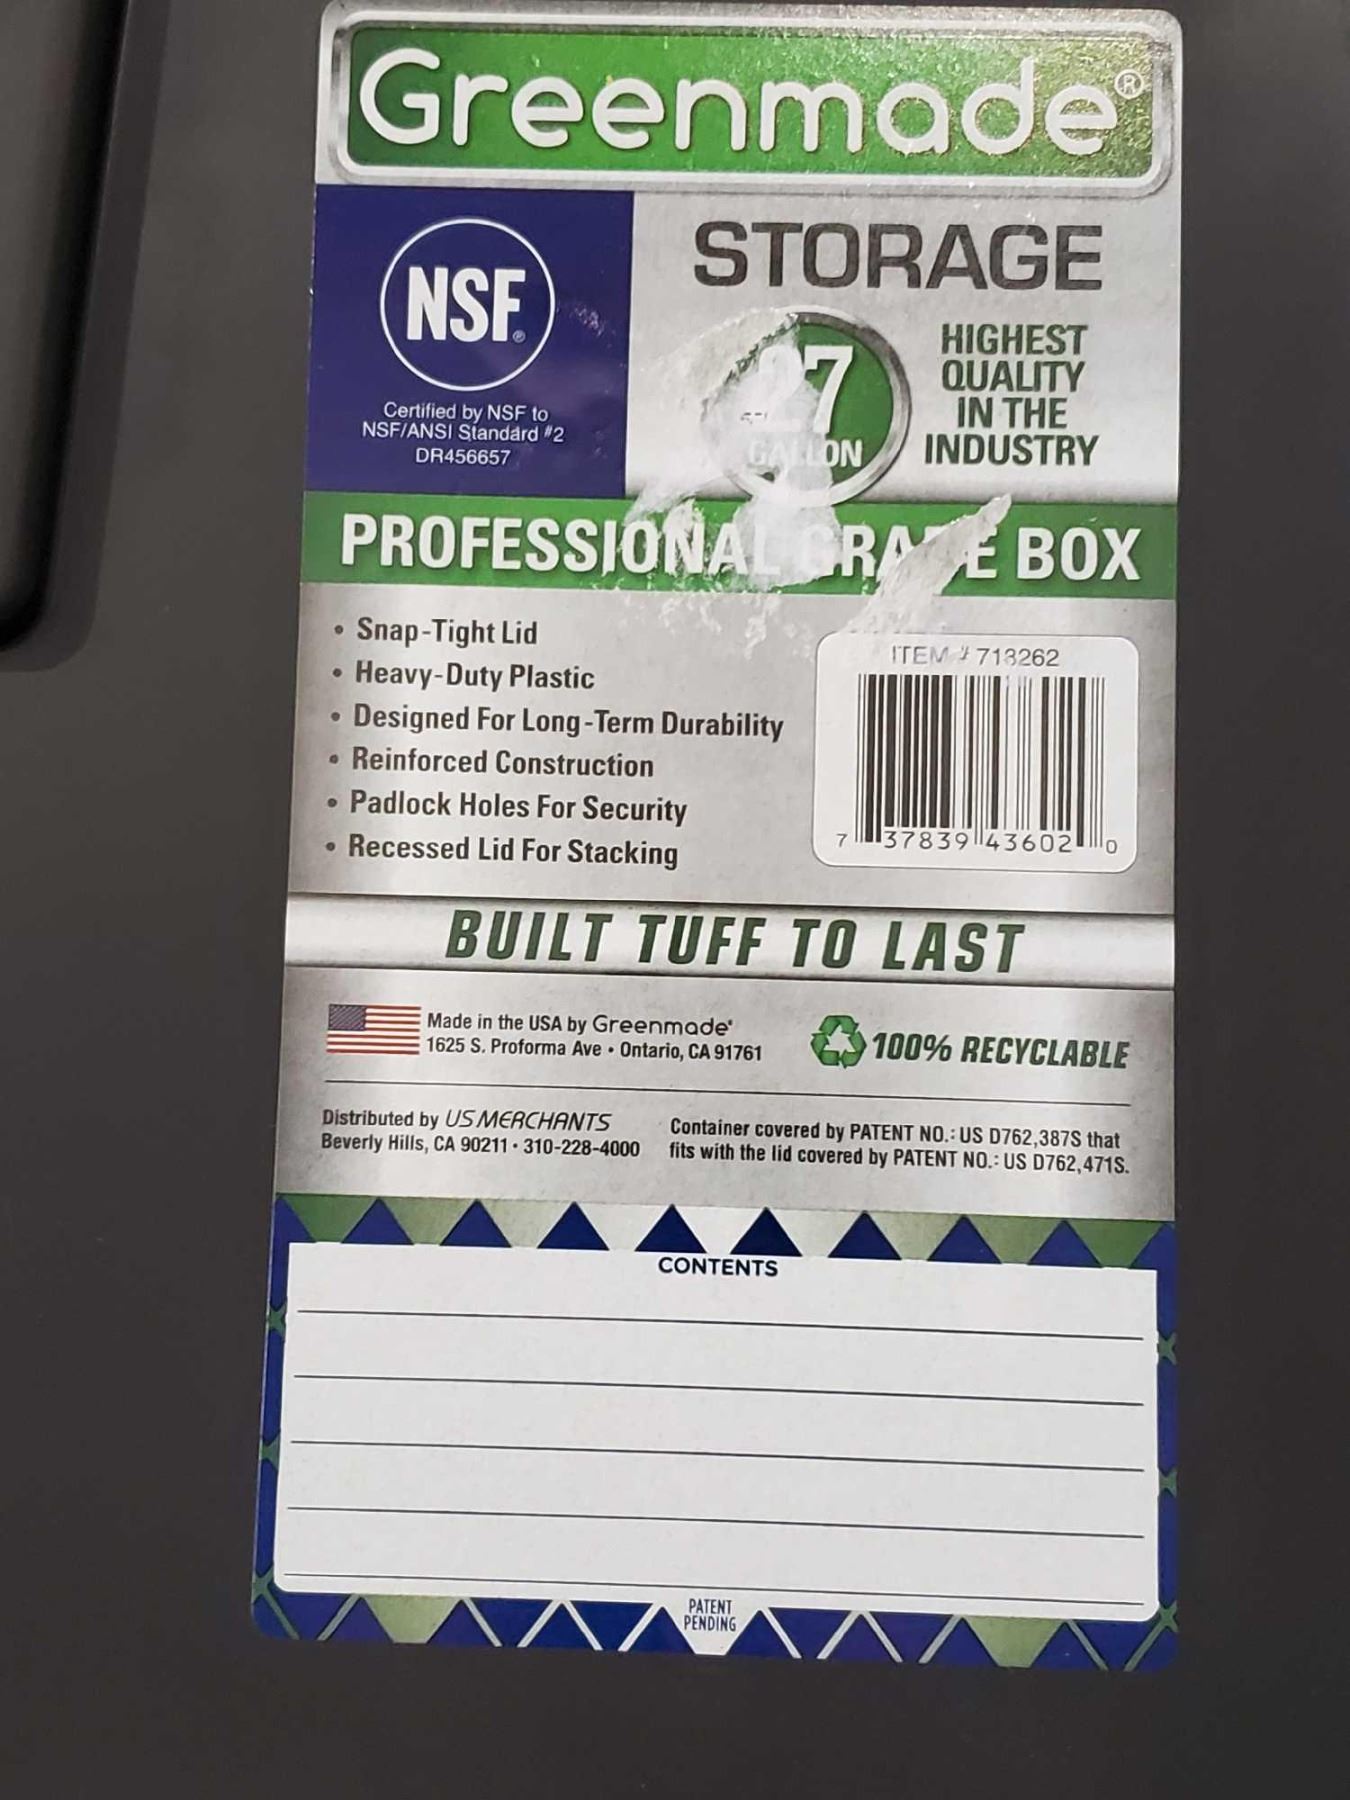 Greenmade®
NSF®
Certified by NSF to
NSF/ANSI Standard #2
DR456657
STORAGE
27
GALLON
HIGHEST
QUALITY
IN THE
INDUSTRY
PROFESSIONAL GRADE BOX
• Snap-Tight Lid
• Heavy-Duty Plastic
• Designed For Long-Term Durability
• Reinforced Construction
• Padlock Holes For Security
• Recessed Lid For Stacking
ITEM # 713262
7 37839 43602 0
BUILT TUFF TO LAST
Made in the USA by Greenmade®
1625 S. Proforma Ave • Ontario, CA 91761
100% RECYCLABLE
Distributed by US MERCHANTS
Beverly Hills, CA 90211 • 310-228-4000
Container covered by PATENT NO.: US D762,387S that
fits with the lid covered by PATENT NO.: US D762,471S.
CONTENTS
PATENT
PENDING